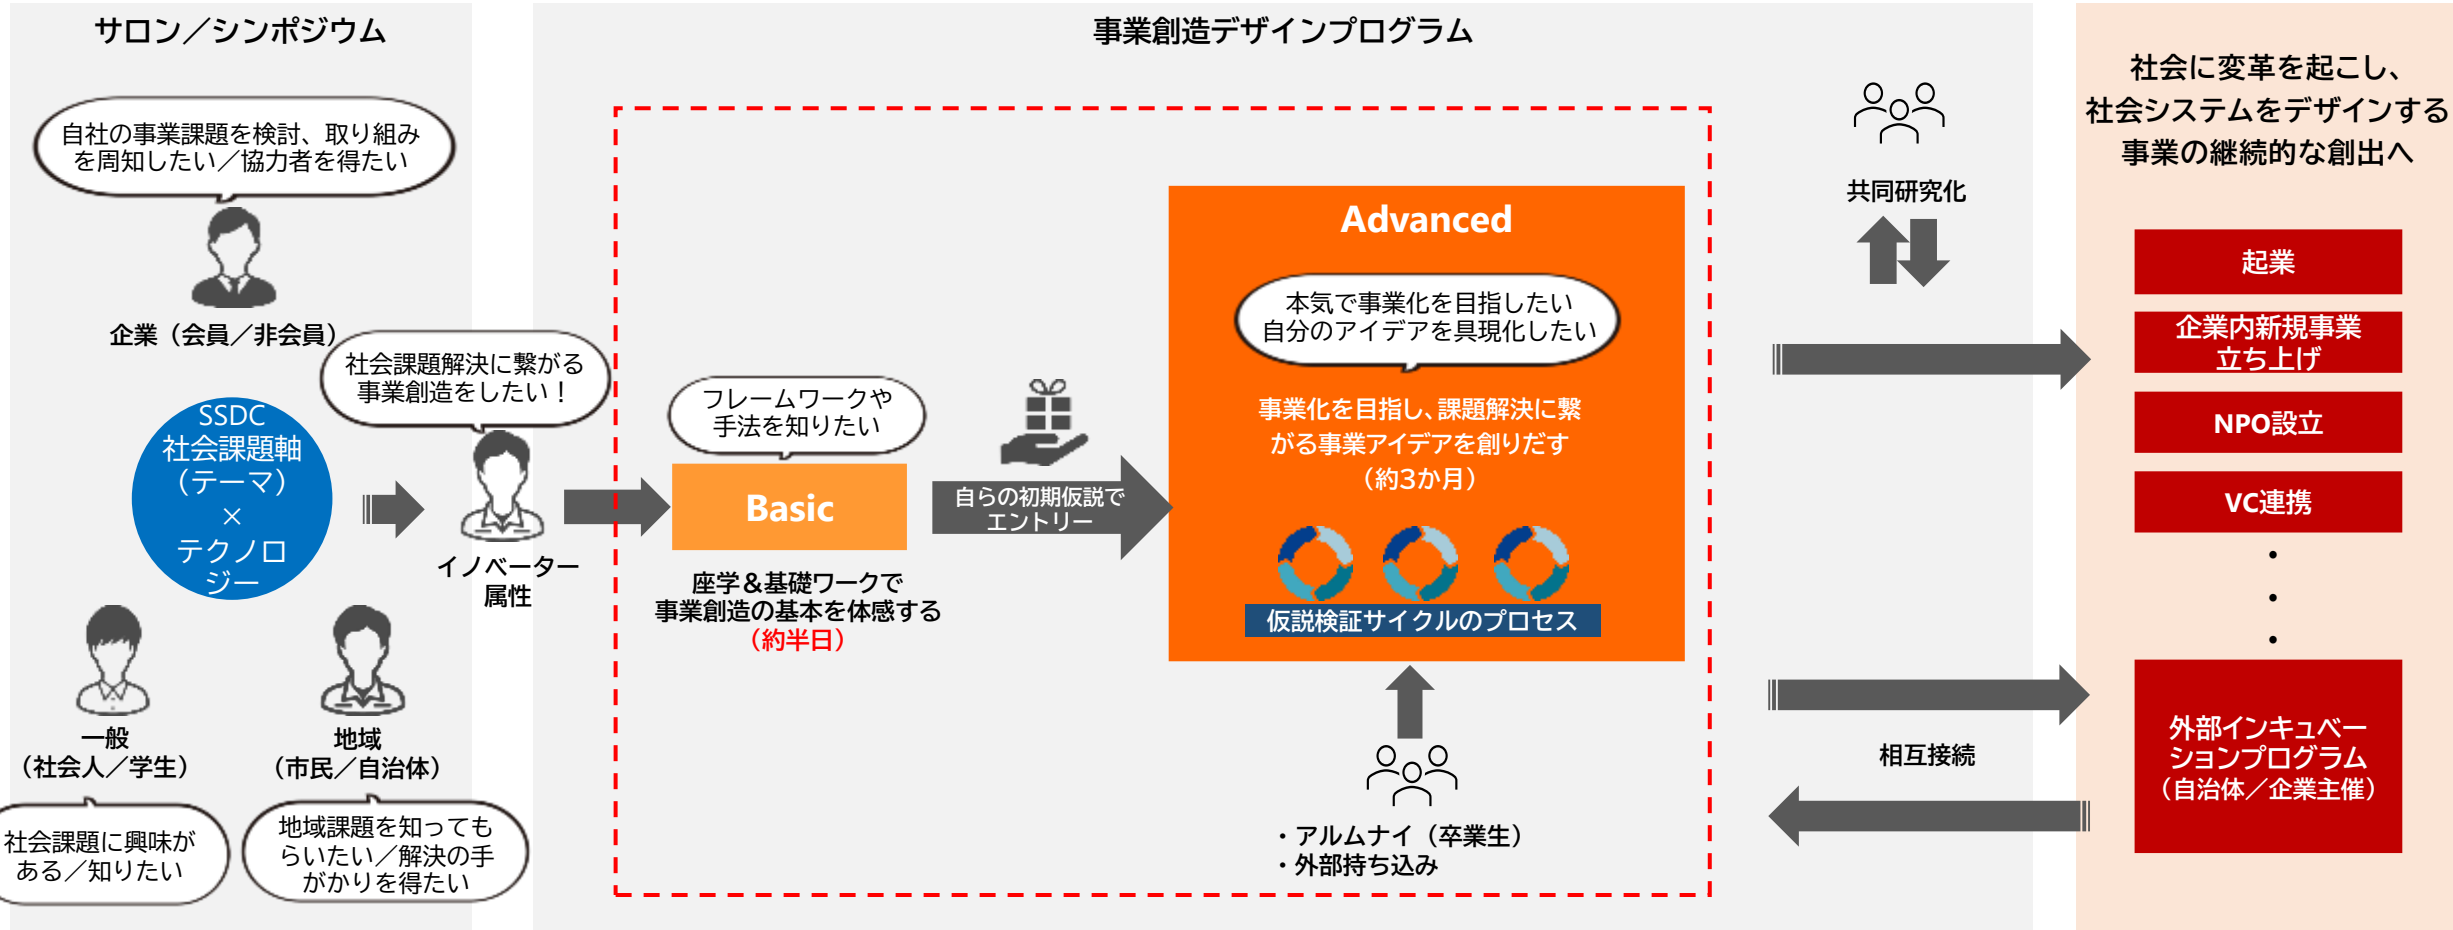 サロン／シンポジウム
自社の事業課題を検討、取り組み
を周知したい／協力者を得たい
企業（会員／非会員）
社会課題解決に繋がる
事業創造をしたい！
SSDC
社会課題軸
（テーマ）
×
テクノロ
ジー
イノベーター
属性
一般
（社会人／学生）
社会課題に興味が
ある／知りたい
地域
（市民／自治体）
地域課題を知っても
らいたい／解決の手
がかりを得たい
事業創造デザインプログラム
フレームワークや
手法を知りたい
Basic
座学＆基礎ワークで
事業創造の基本を体感する
（約半日）
自らの初期仮説で
エントリー
Advanced
本気で事業化を目指したい
自分のアイデアを具現化したい
事業化を目指し、課題解決に繋
がる事業アイデアを創りだす
（約3か月）
仮説検証サイクルのプロセス
・アルムナイ（卒業生）
・外部持ち込み
共同研究化
相互接続
社会に変革を起こし、
社会システムをデザインする
事業の継続的な創出へ
起業
企業内新規事業
立ち上げ
NPO設立
VC連携
・
・
・
外部インキュベー
ションプログラム
（自治体／企業主催）